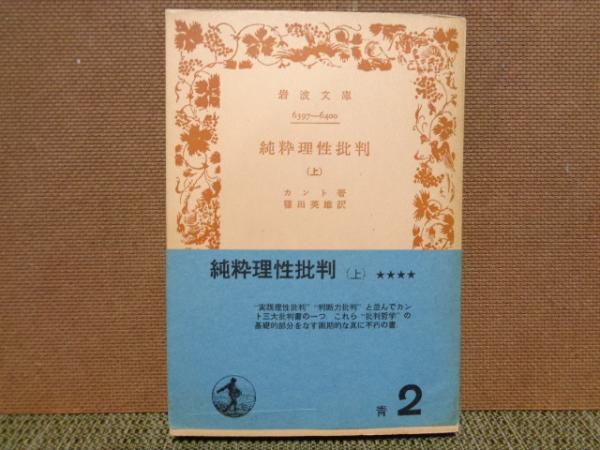 岩波文庫
6397—6400
純粋理性批判
(上)
カント著
篠田英雄訳
純粋理性批判(上)★★★★
“実践理性批判”“判断力批判”と並んでカン
ト三大批判書の一つ これら“批判哲学”の
基礎的部分をなす画期的な真に不朽の書
青 2